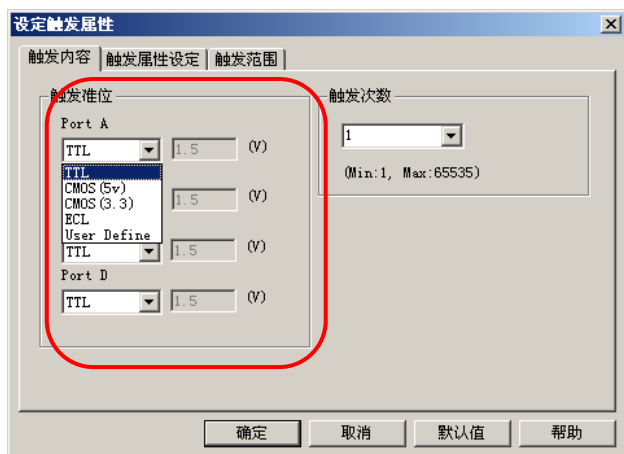 设定触发属性
触发内容 触发属性设定 触发范围
触发准位
Port A
TTL 1.5 (V)
TTL
CMOS(5v)
CMOS(3.3) 1.5 (V)
ECL
User Define
TTL 1.5 (V)
Port D
TTL 1.5 (V)
触发次数
1
(Min:1, Max:65535)
确定 取消 默认值 帮助